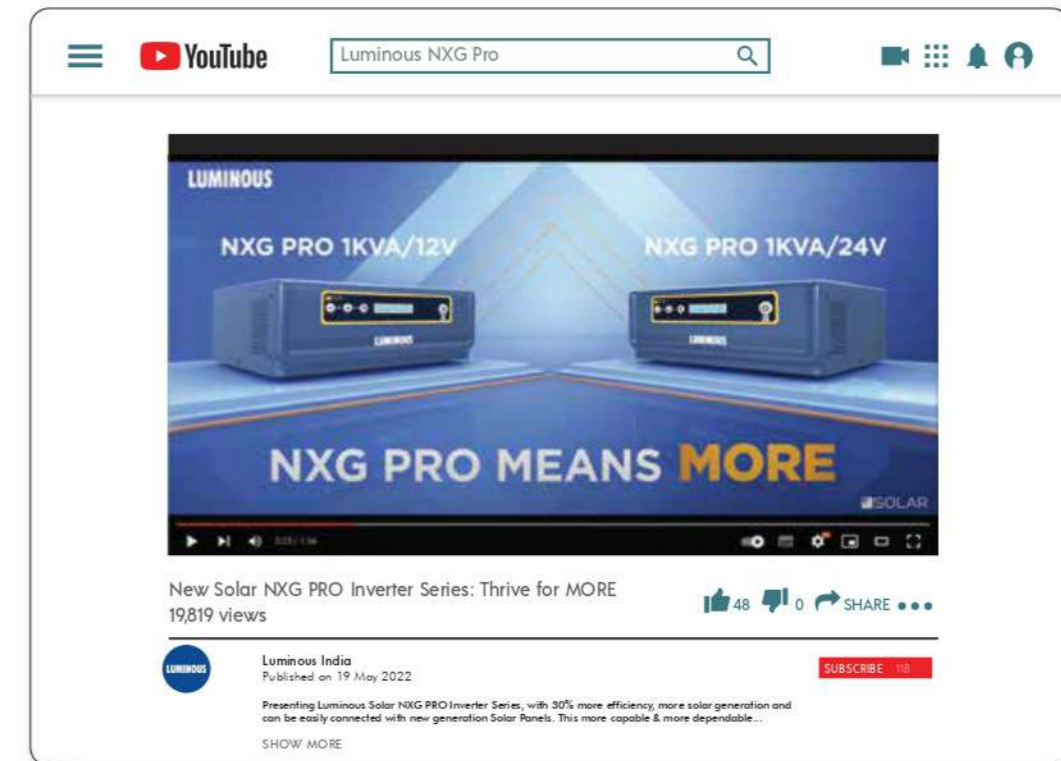 YouTube
Luminous NXG Pro
LUMINOUS
NXG PRO 1KVA/12V
NXG PRO 1KVA/24V
LUMINOUS
LUMINOUS
NXG PRO MEANS MORE
SOLAR
New Solar NXG PRO Inverter Series: Thrive for MORE
19,819 views
48
0
SHARE
LUMINOUS
Luminous India
Published on 19 May 2022
SUBSCRIBE 118
Presenting Luminous Solar NXG PRO Inverter Series, with 30% more efficiency, more solar generation and
can be easily connected with new generation Solar Panels. This more capable & more dependable...
SHOW MORE